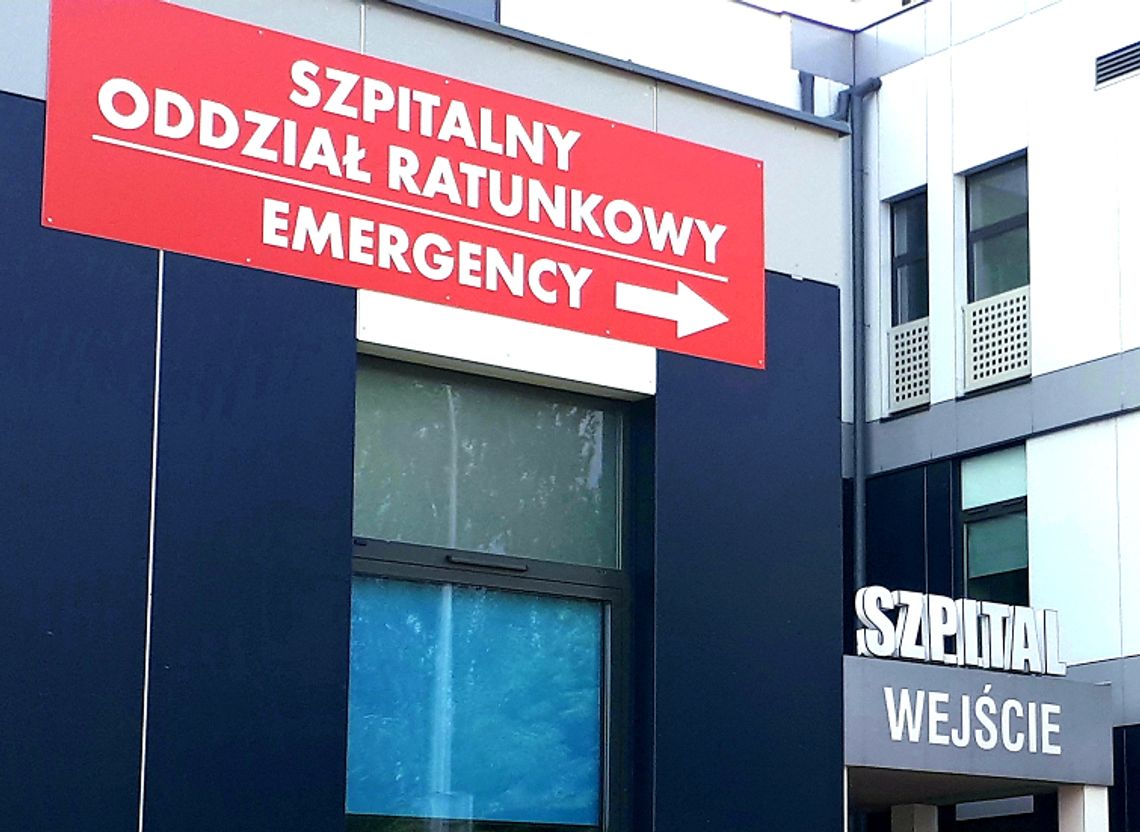 SZPITALNY
ODDZIAŁ RATUNKOWY
EMERGENCY
SZPITAL
WEJŚCIE